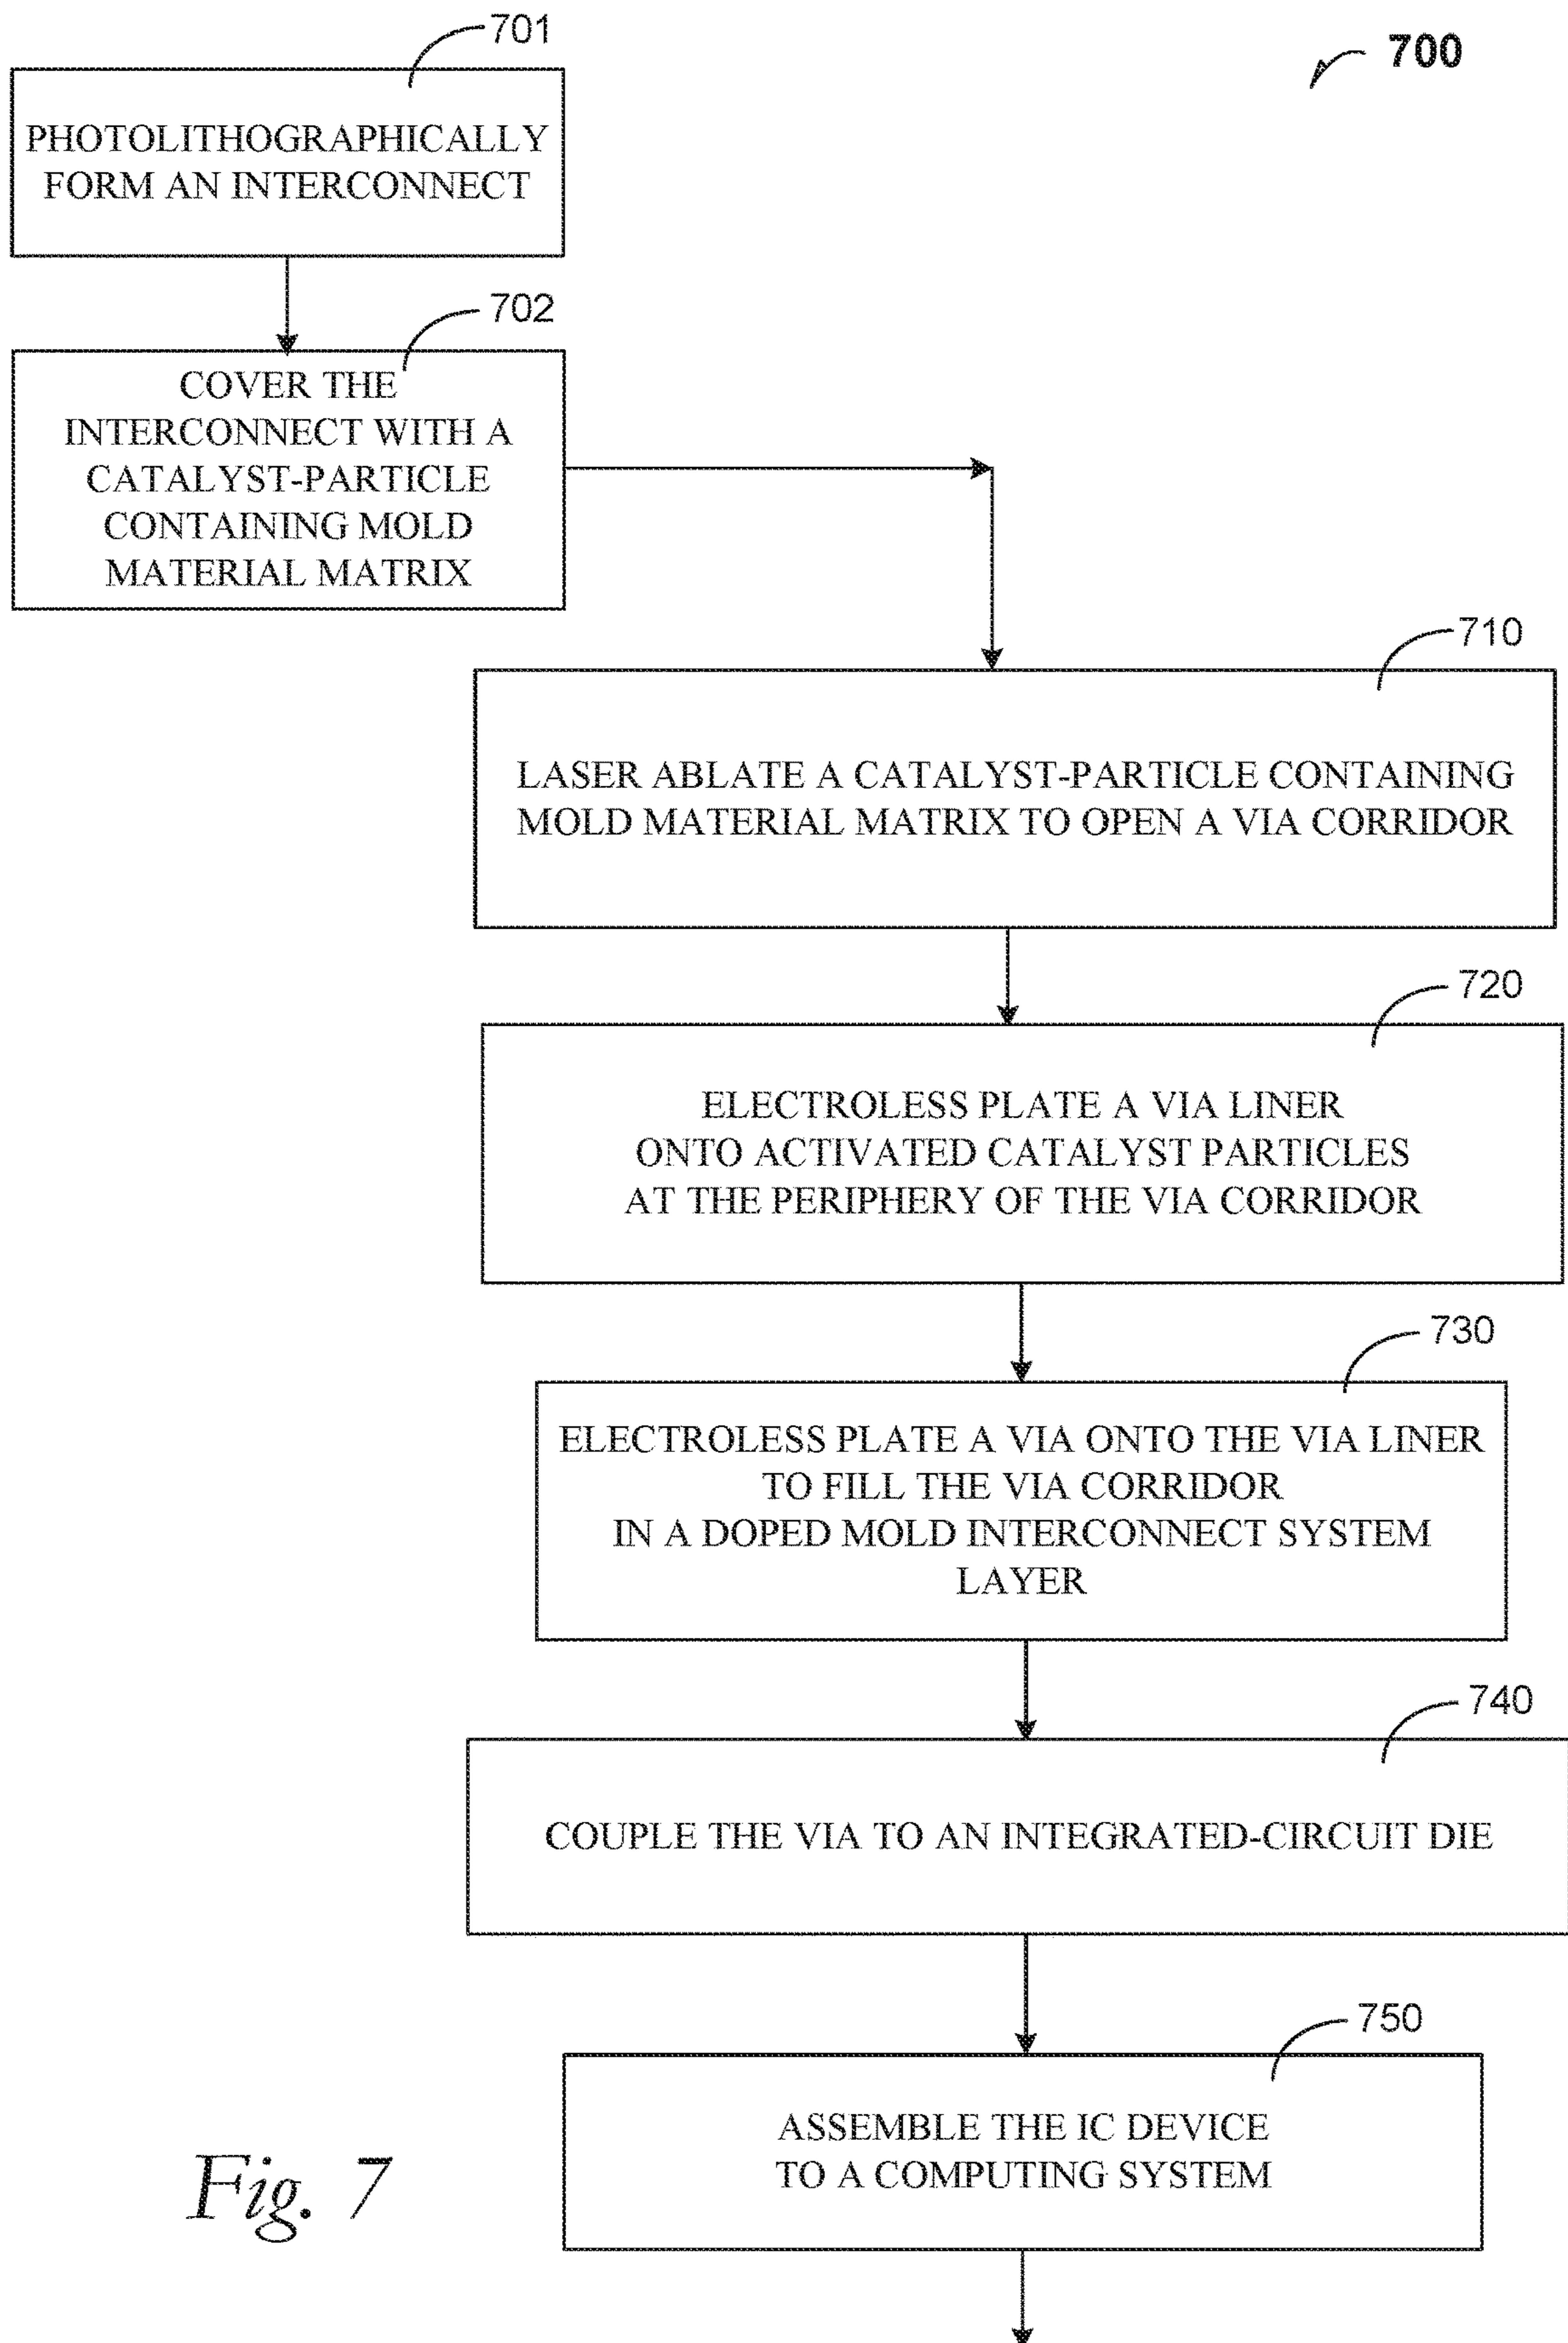 701
700
PHOTOLITHOGRAPHICALLY
FORM AN INTERCONNECT
702
COVER THE
INTERCONNECT WITH A
CATALYST-PARTICLE
CONTAINING MOLD
MATERIAL MATRIX
710
LASER ABLATE A CATALYST-PARTICLE CONTAINING
MOLD MATERIAL MATRIX TO OPEN A VIA CORRIDOR
720
ELECTROLESS PLATE A VIA LINER
ONTO ACTIVATED CATALYST PARTICLES
AT THE PERIPHERY OF THE VIA CORRIDOR
730
ELECTROLESS PLATE A VIA ONTO THE VIA LINER
TO FILL THE VIA CORRIDOR
IN A DOPED MOLD INTERCONNECT SYSTEM
LAYER
740
COUPLE THE VIA TO AN INTEGRATED-CIRCUIT DIE
750
ASSEMBLE THE IC DEVICE
TO A COMPUTING SYSTEM
Fig. 7